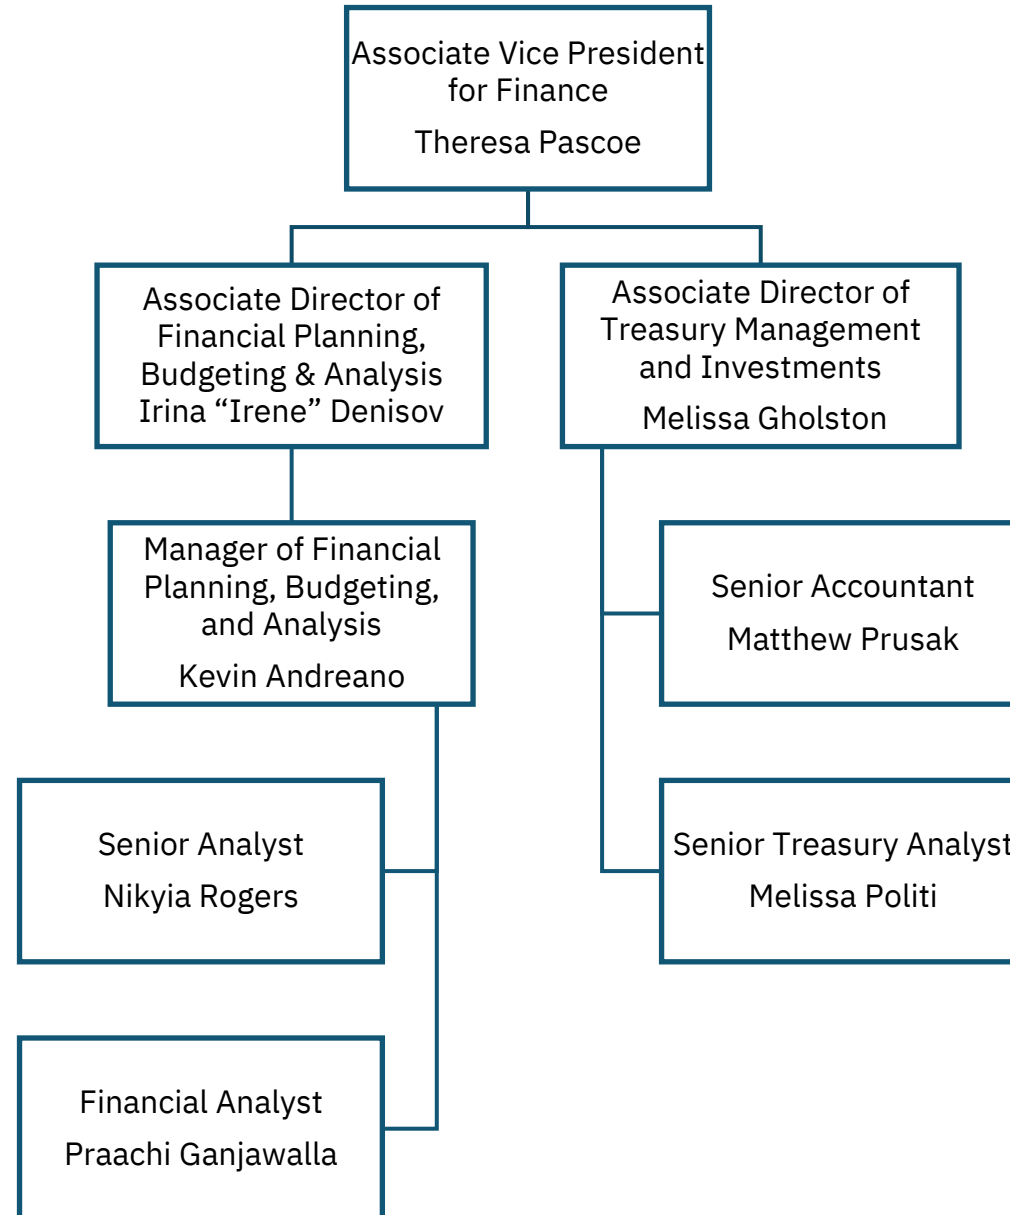 Associate Vice President
for Finance
Theresa Pascoe
Associate Director of
Financial Planning,
Budgeting & Analysis
Irina “Irene” Denisov
Associate Director of
Treasury Management
and Investments
Melissa Gholston
Manager of Financial
Planning, Budgeting,
and Analysis
Kevin Andreano
Senior Accountant
Matthew Prusak
Senior Analyst
Nikyia Rogers
Senior Treasury Analyst
Melissa Politi
Financial Analyst
Praachi Ganjawalla